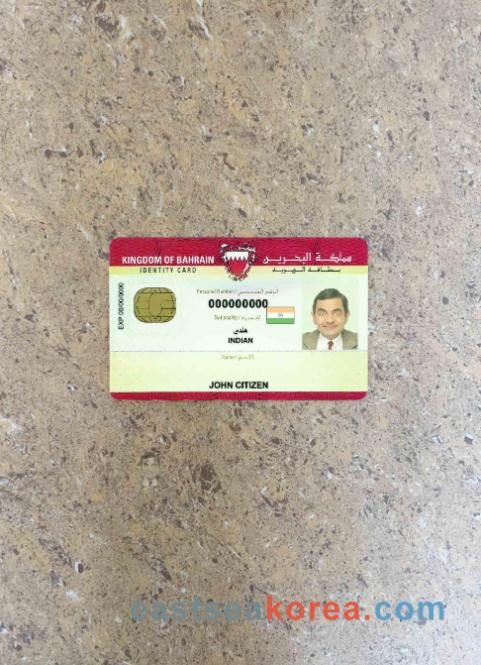 KINGDOM OF BAHRAIN
مملكة البحرين
IDENTITY CARD
بطاقة الهوية
Personal Number / الرقم الشخصي
000000000
EXP 00/00/0000
Nationality / الجنسية
IN
هندي
INDIAN
Name / الاسم
JOHN CITIZEN
eastseakorea.com